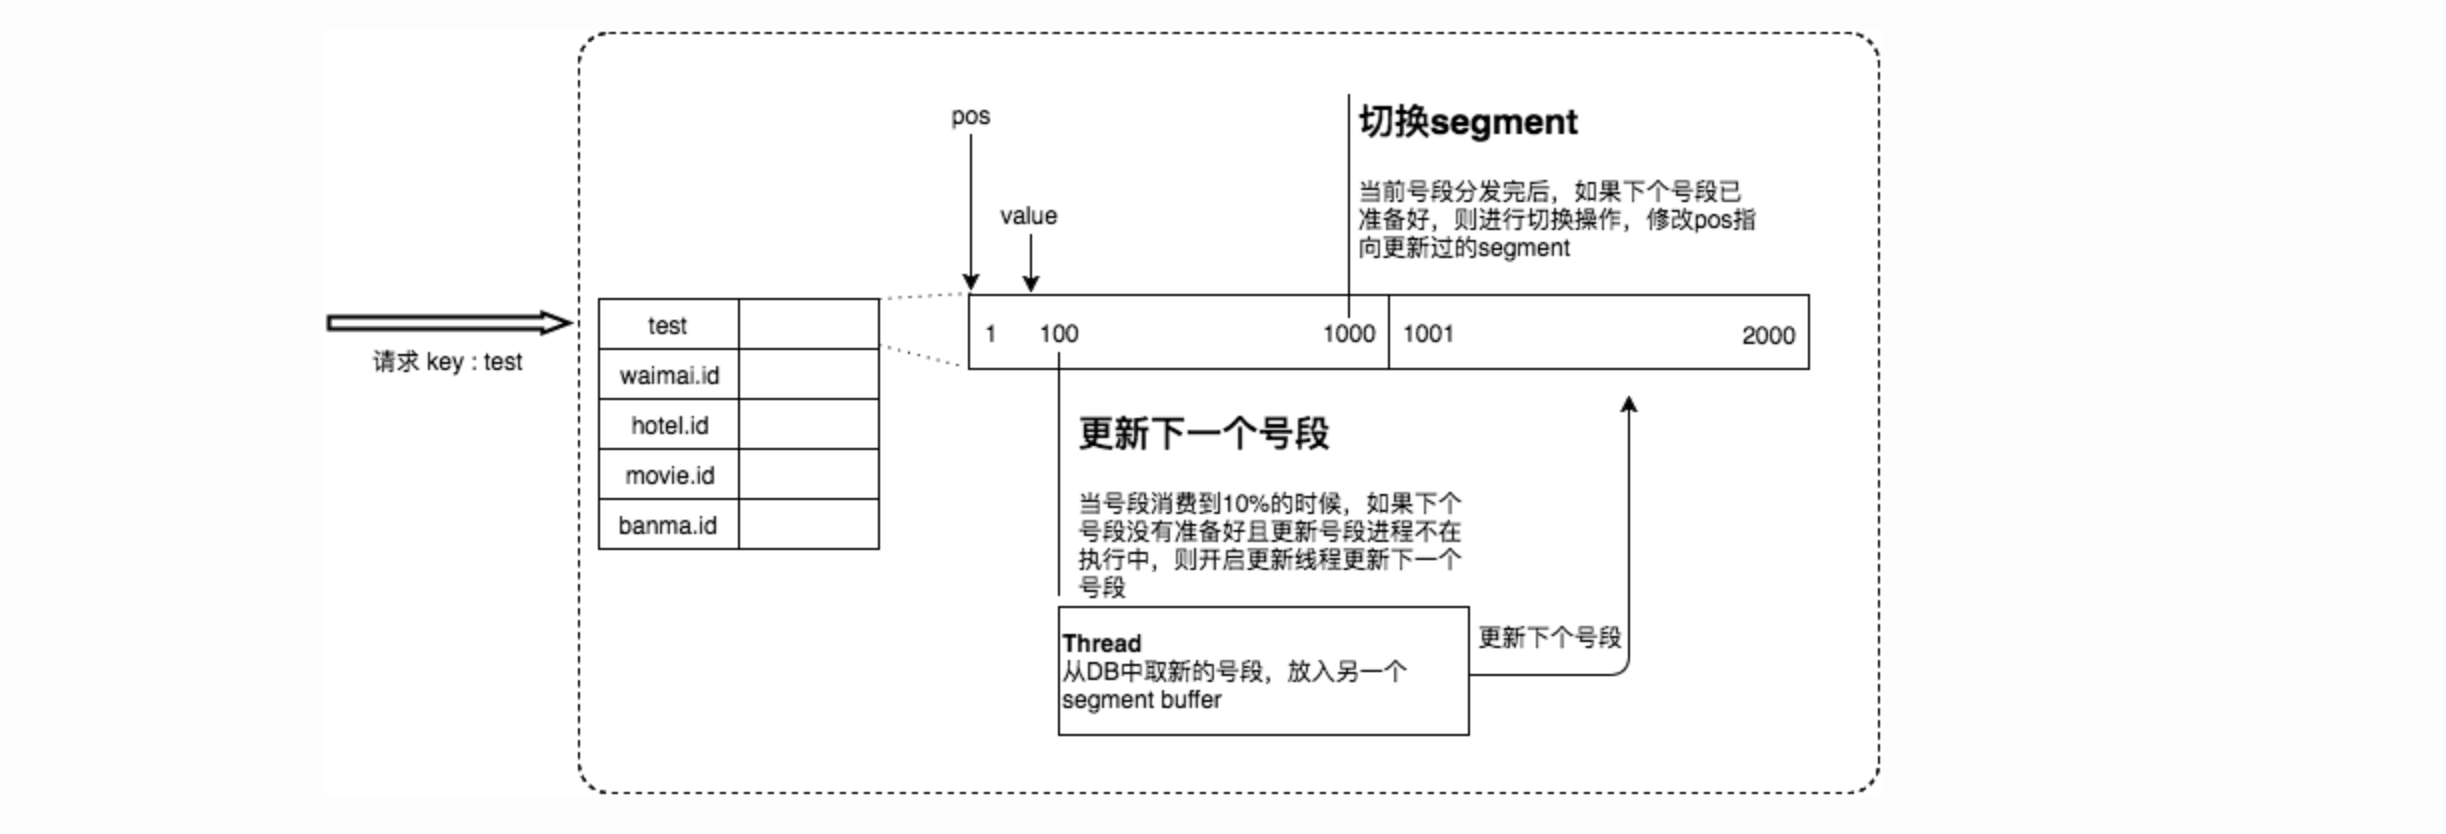 pos
切换segment
当前号段分发完后，如果下个号段已
准备好，则进行切换操作，修改pos指
向更新过的segment
value
请求 key : test
test
waimai.id
hotel.id
movie.id
banma.id
1 100 1000 1001 2000
更新下一个号段
当号段消费到10%的时候，如果下个
号段没有准备好且更新号段进程不在
执行中，则开启更新线程更新下一个
号段
Thread
从DB中取新的号段，放入另一个
segment buffer
更新下个号段